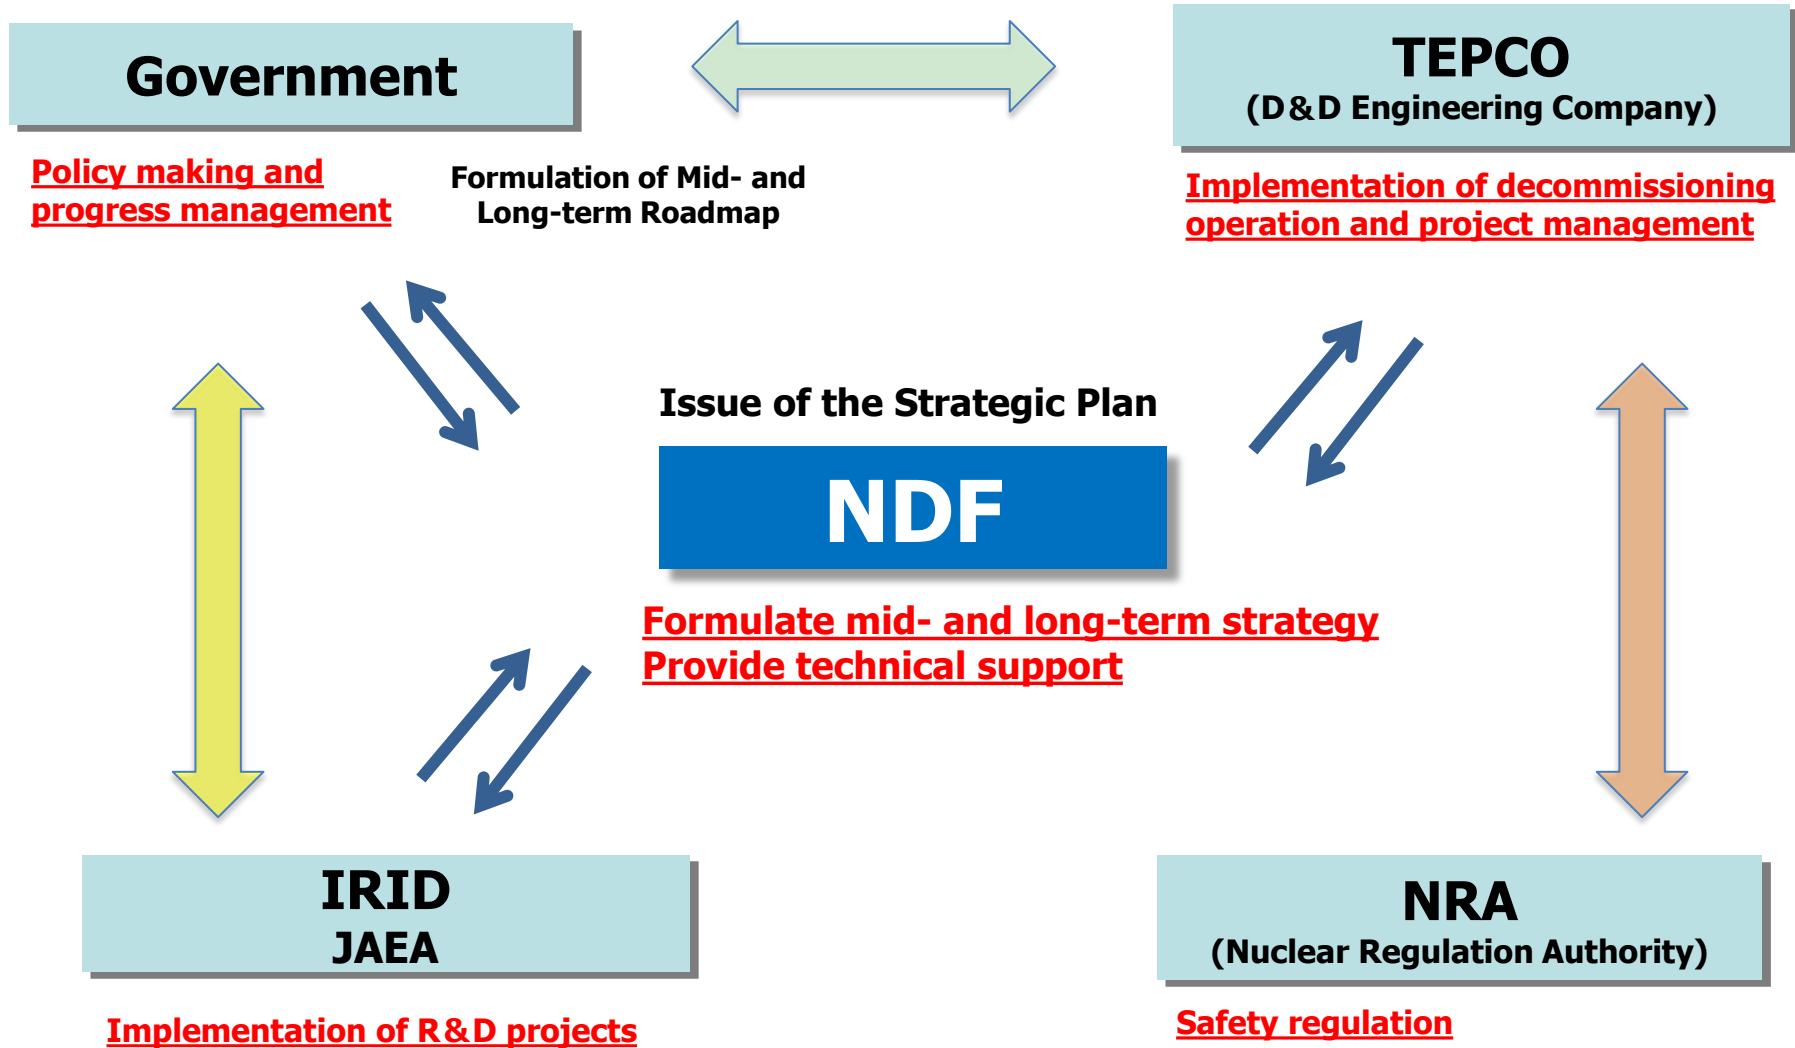 Government
TEPCO
(D&D Engineering Company)
Policy making and
progress management
Formulation of Mid- and
Long-term Roadmap
Implementation of decommissioning
operation and project management
Issue of the Strategic Plan
NDF
Formulate mid- and long-term strategy
Provide technical support
IRID
JAEA
Implementation of R&D projects
NRA
(Nuclear Regulation Authority)
Safety regulation